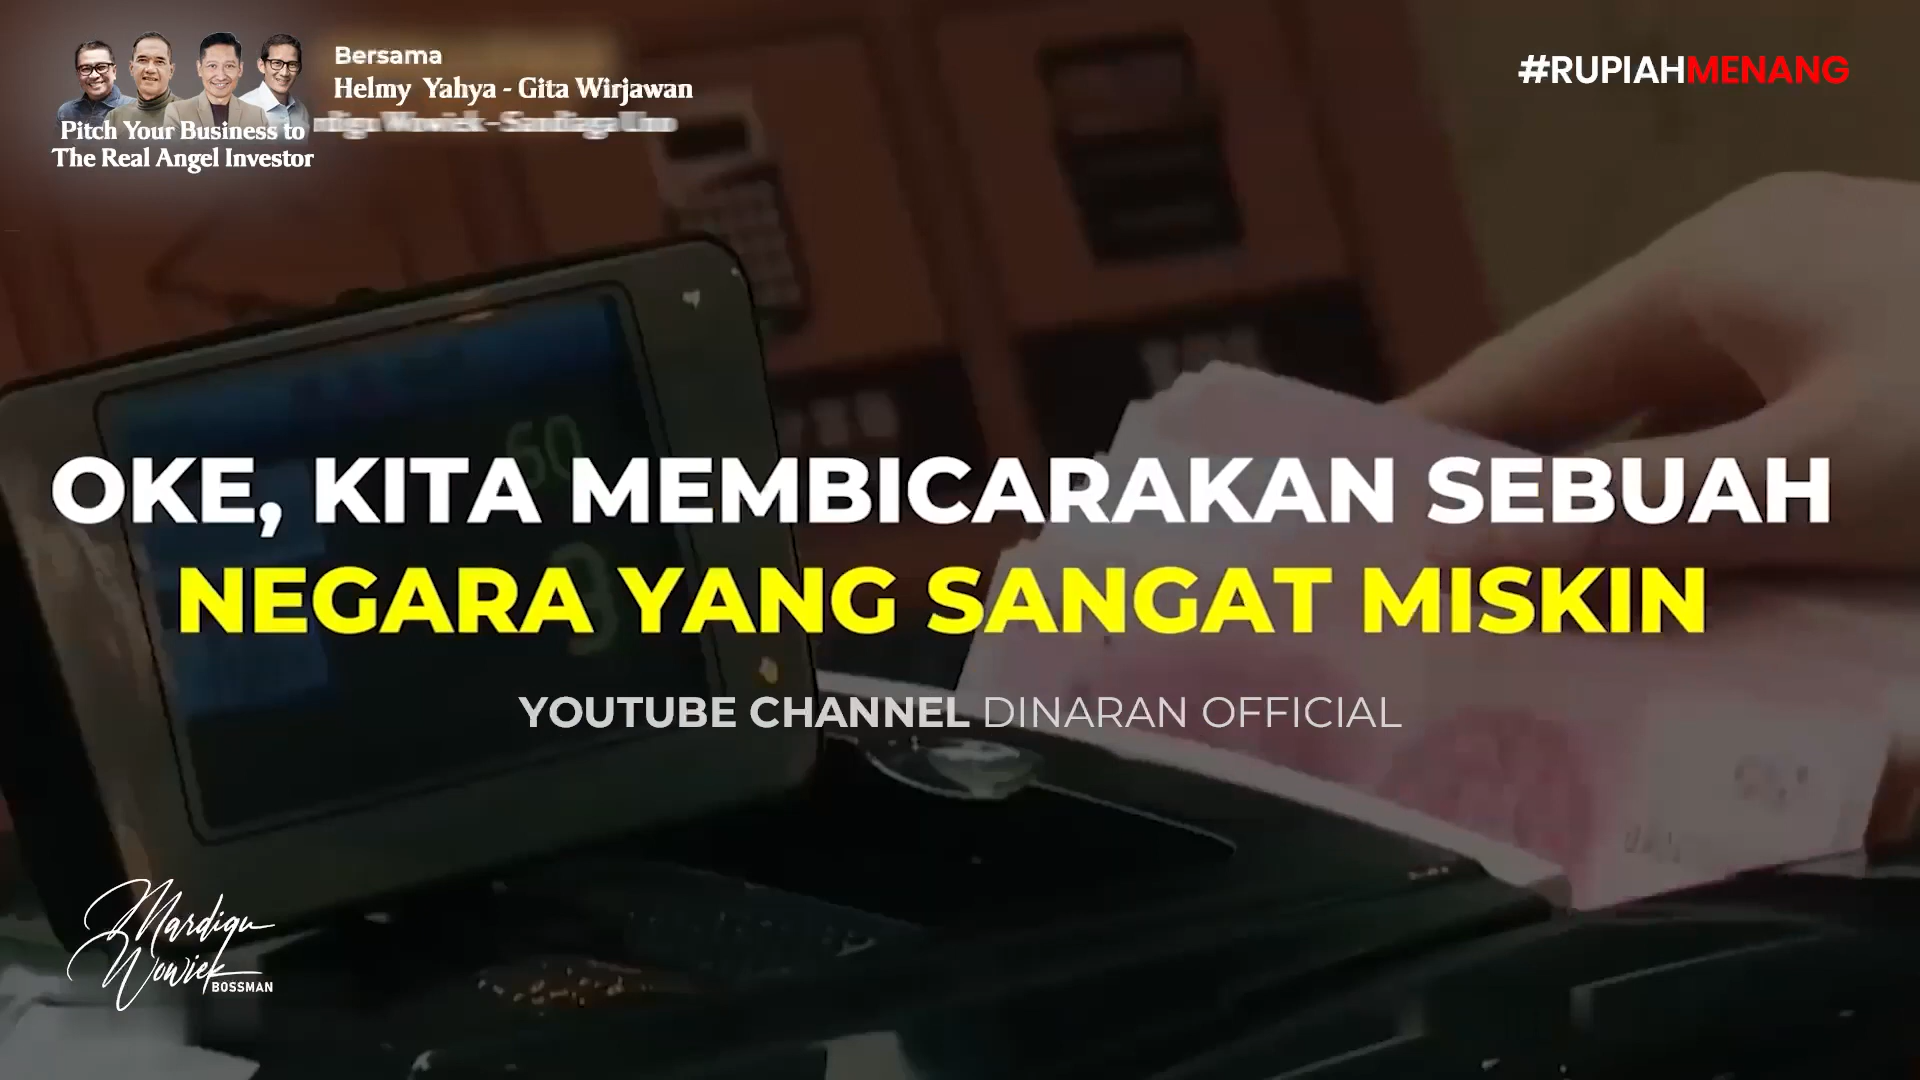 Bersama
Helmy Yahya - Gita Wirjawan
Pitch Your Business to
The Real Angel Investor
#RUPIAHMENANG
OKE, KITA MEMBICARAKAN SEBUAH
NEGARA YANG SANGAT MISKIN
YOUTUBE CHANNEL DINARAN OFFICIAL
Mardigu
Wowiek
BOSSMAN